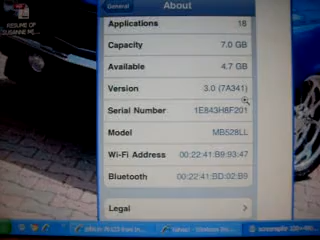 RESUME OF
General
About
Applications 18
Capacity 7.0 GB
Available 4.7 GB
Version 3.0 (7A341)
Serial Number 1E843H8F201
Model MB528LL
Wi-Fi Address 00:22:41:B9:93:47
Bluetooth 00:22:41:BD:02:B9
Legal